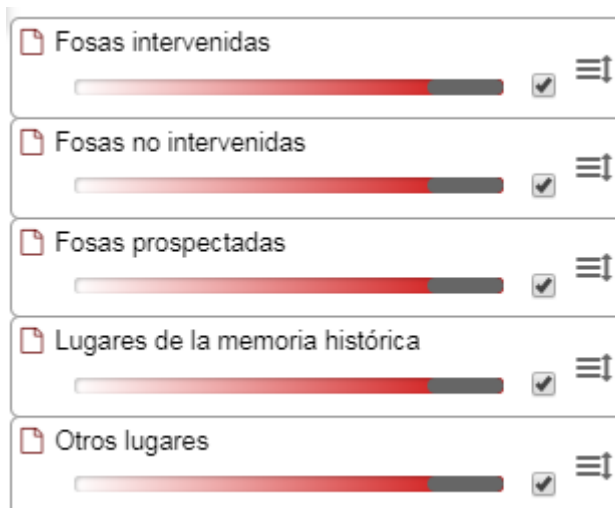 Fosas intervenidas
Fosas no intervenidas
Fosas prospectadas
Lugares de la memoria histórica
Otros lugares